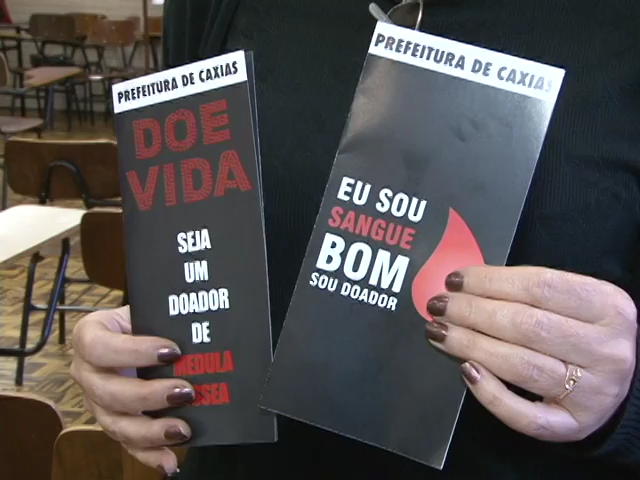 PREFEITURA DE CAXIAS
DOE
VIDA
SEJA
UM
DOADOR
DE
MEDULA
PREFEITURA DE CAXIAS
EU SOU
SANGUE
BOM
SOU DOADOR